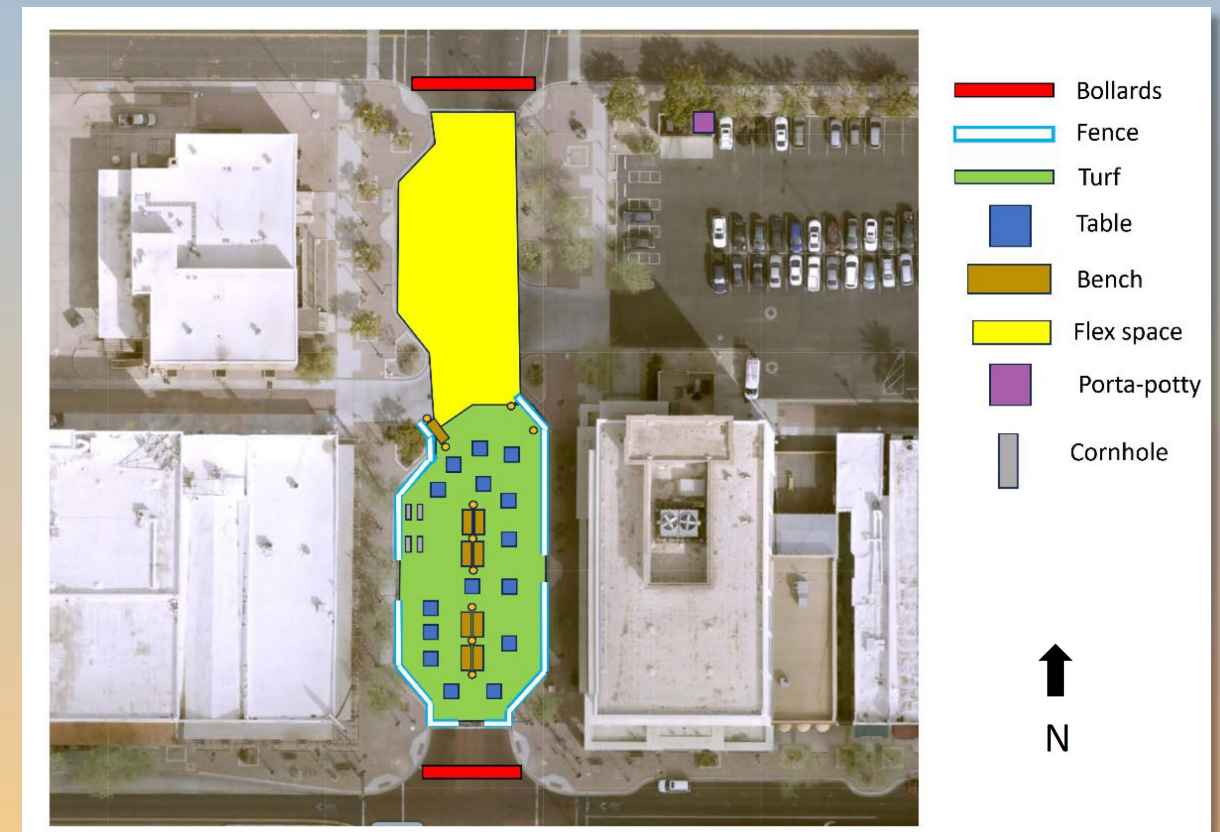 Bollards
Fence
Turf
Table
Bench
Flex space
Porta-potty
Cornhole
N